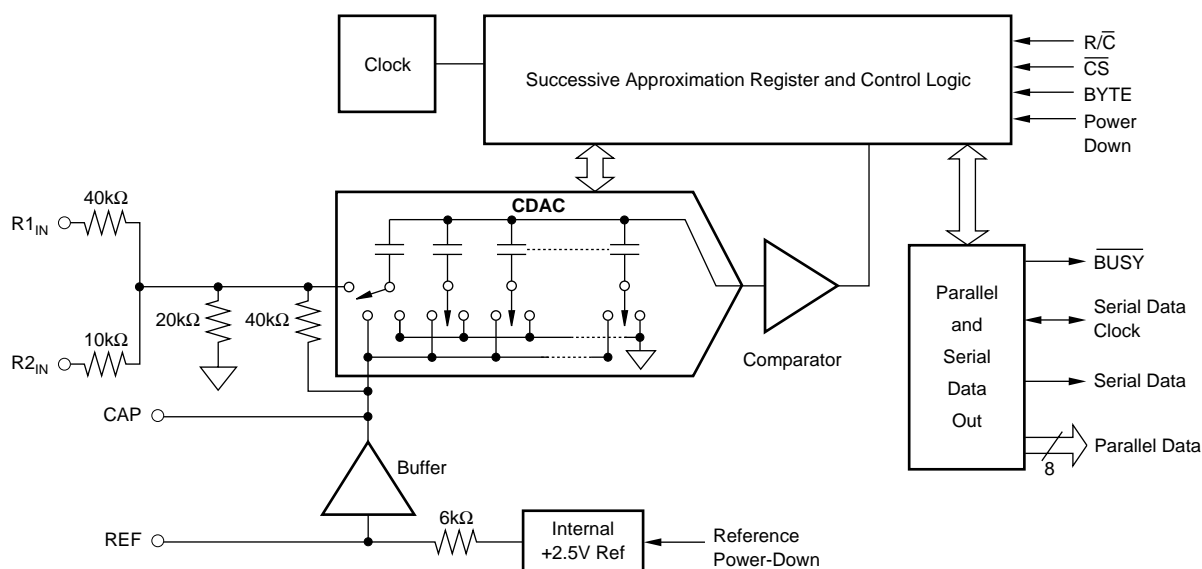 Clock
Successive Approximation Register and Control Logic
R/C̅
C̅S̅
BYTE
Power
Down
CDAC
40kΩ
R1IN
20kΩ
40kΩ
10kΩ
R2IN
Comparator
CAP
Buffer
REF
6kΩ
Internal
+2.5V Ref
Reference
Power-Down
Parallel
and
Serial
Data
Out
B̅U̅S̅Y̅
Serial Data
Clock
Serial Data
Parallel Data
8